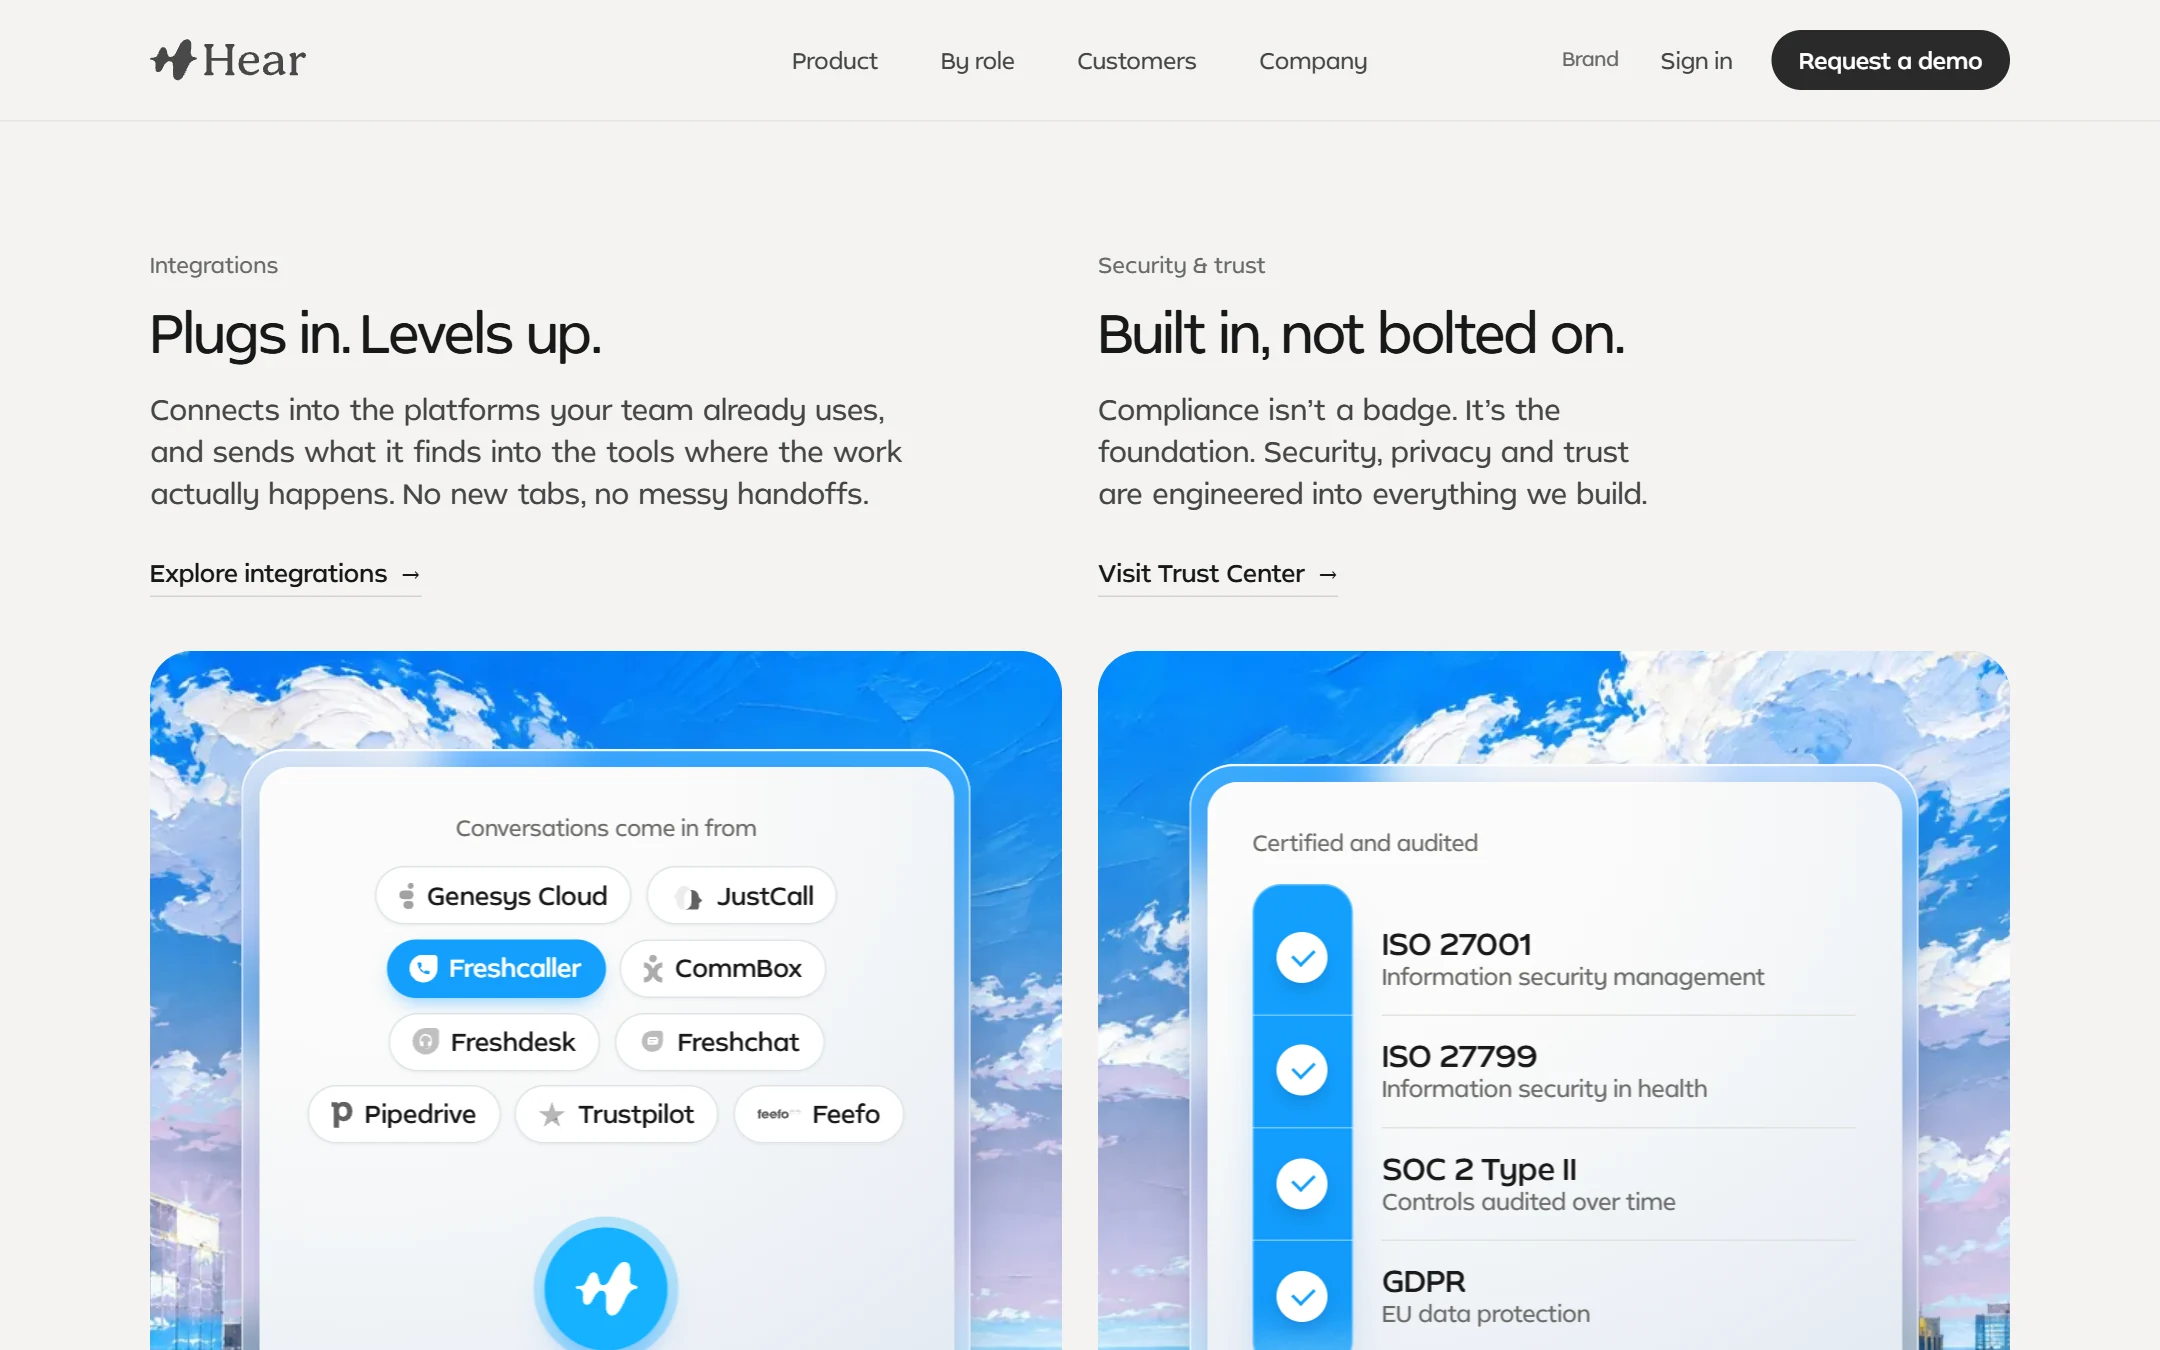 Hear
Product
By role
Customers
Company
Brand
Sign in
Request a demo
Integrations
Plugs in. Levels up.
Connects into the platforms your team already uses,
and sends what it finds into the tools where the work
actually happens. No new tabs, no messy handoffs.
Explore integrations →
Security & trust
Built in, not bolted on.
Compliance isn’t a badge. It’s the
foundation. Security, privacy and trust
are engineered into everything we build.
Visit Trust Center →
Conversations come in from
Genesys Cloud
JustCall
Freshcaller
CommBox
Freshdesk
Freshchat
Pipedrive
Trustpilot
feefo Feefo
Certified and audited
ISO 27001
Information security management
ISO 27799
Information security in health
SOC 2 Type II
Controls audited over time
GDPR
EU data protection